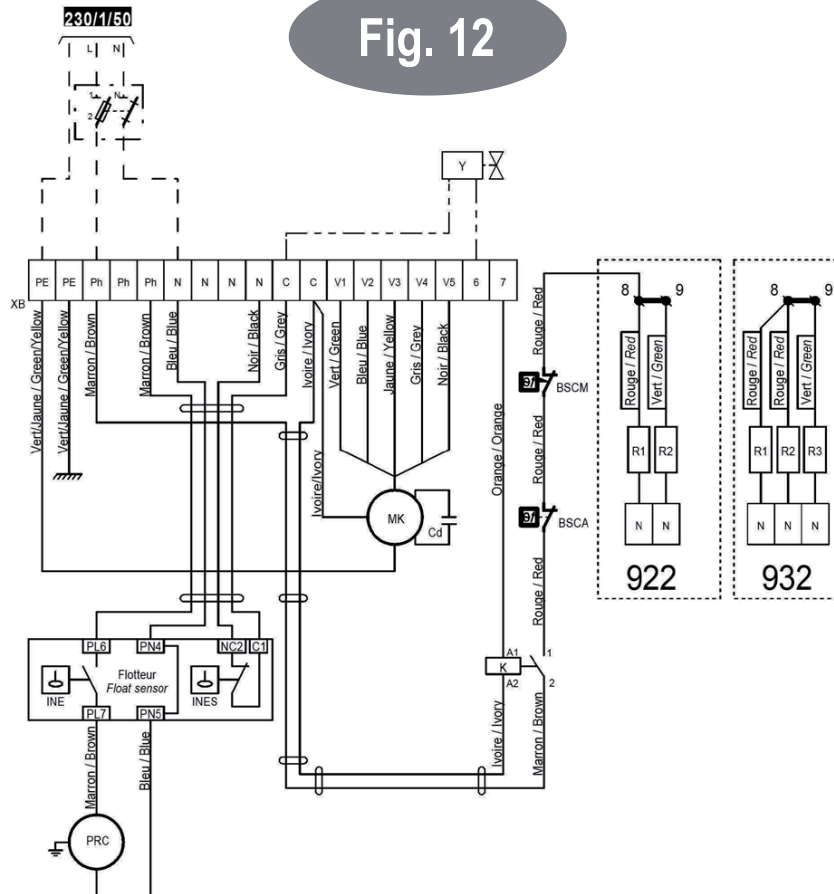 230/1/50
Fig. 12
L N
1 N
2
Y
PE PE Ph Ph Ph N N N N C C V1 V2 V3 V4 V5 6 7
XB
Vert/Jaune / Green/Yellow
Vert/Jaune / Green/Yellow
Marron / Brown
Marron / Brown
Bleu / Blue
Noir / Black
Gris / Grey
Ivoire / Ivory
Vert / Green
Bleu / Blue
Jaune / Yellow
Gris / Grey
Noir / Black
Ivoire/Ivory
Orange / Orange
Rouge / Red
BSCM
Rouge / Red
BSCA
Rouge / Red
8 9
Rouge / Red
Vert / Green
R1 R2
N N
922
8 9
Rouge / Red
Rouge / Red
Vert / Green
R1 R2 R3
N N N
932
MK
Cd
A1 1
K
A2 2
Ivoire / Ivory
Marron / Brown
PL6 PN4 NC2 C1
Flotteur
Float sensor
INE
INES
PL7 PN5
Marron / Brown
Bleu / Blue
PRC